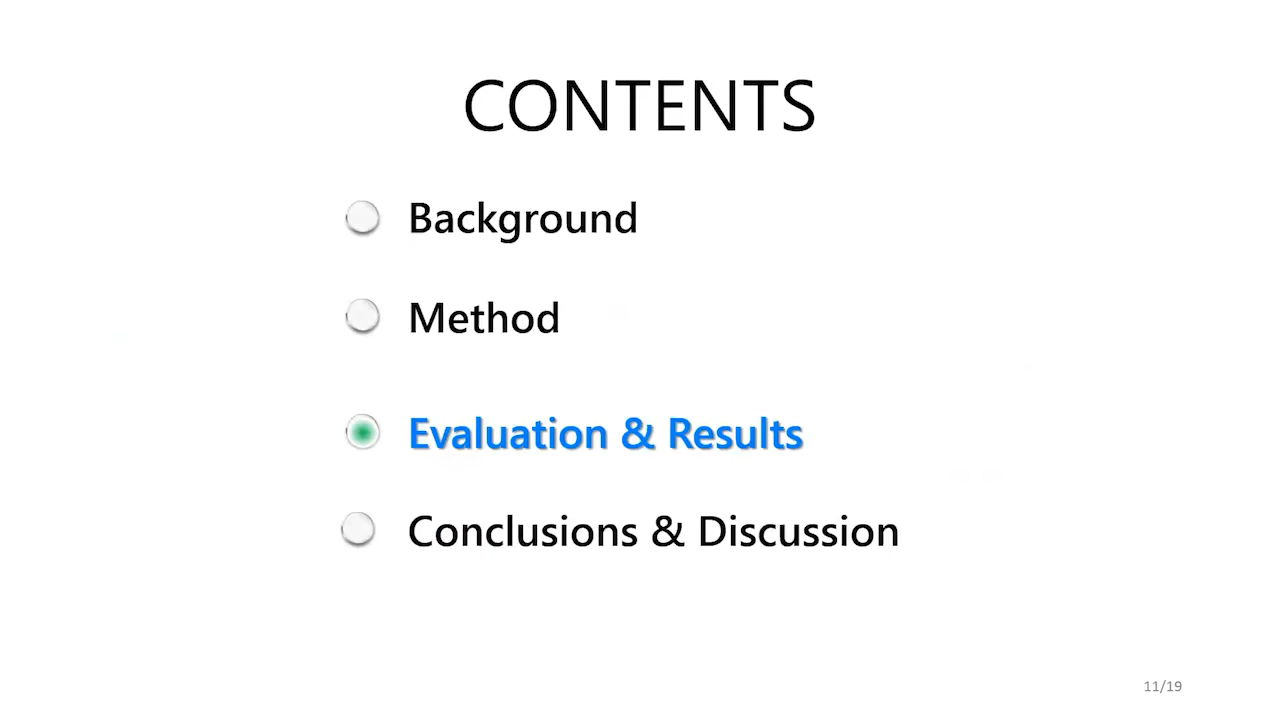 CONTENTS
Background
Method
Evaluation & Results
Conclusions & Discussion
11/19